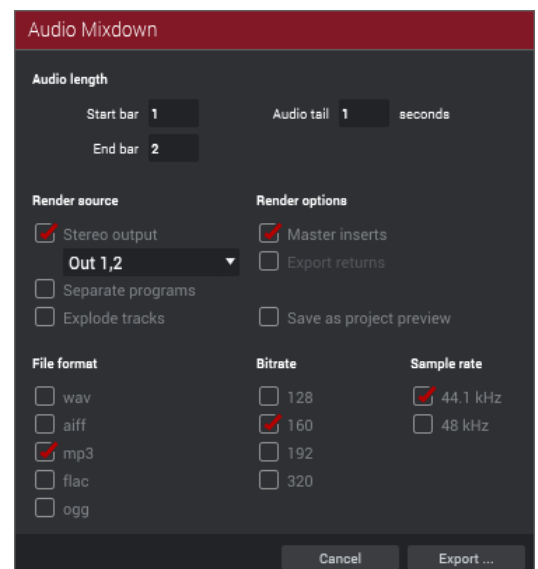 Audio Mixdown
Audio length
Start bar 1 Audio tail 1 seconds
End bar 2
Render source Render options
Stereo output Master inserts
Out 1,2 Export returns
Separate programs
Explode tracks Save as project preview
File format Bitrate Sample rate
wav 128 44.1 kHz
aiff 160 48 kHz
mp3 192
flac 320
ogg
Cancel Export ...